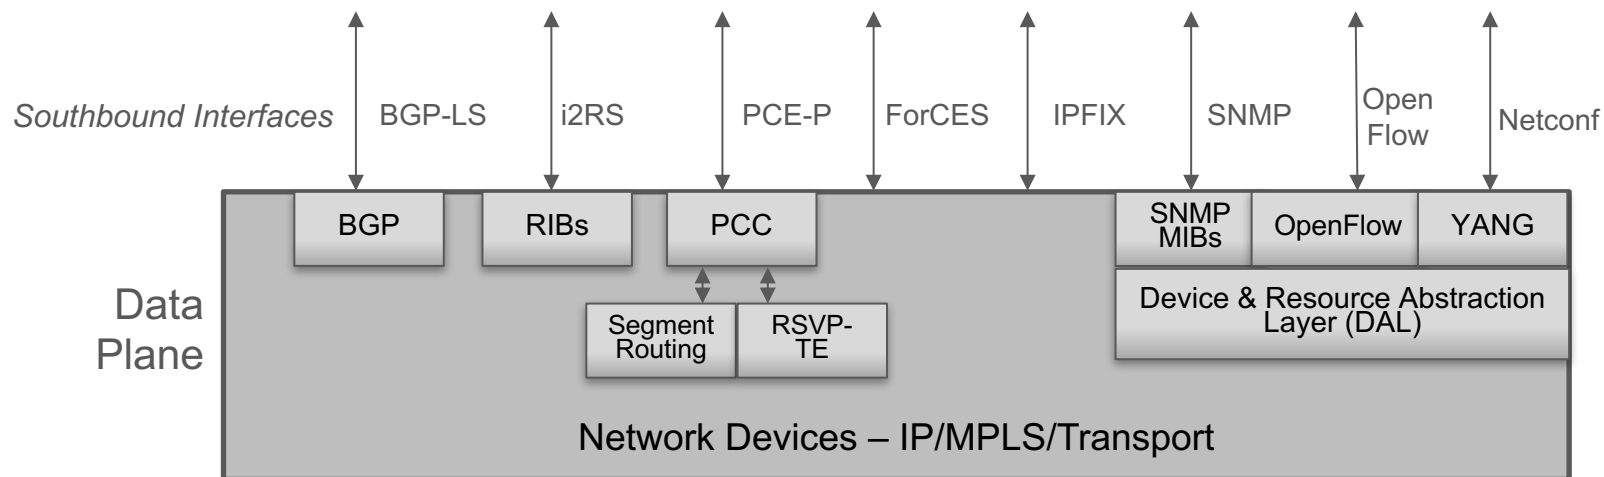 Southbound Interfaces
BGP-LS
i2RS
PCE-P
ForCES
IPFIX
SNMP
Open
Flow
Netconf
BGP
RIBs
PCC
SNMP
MIBs
OpenFlow
YANG
Data
Plane
Segment
Routing
RSVP-
TE
Device & Resource Abstraction
Layer (DAL)
Network Devices – IP/MPLS/Transport